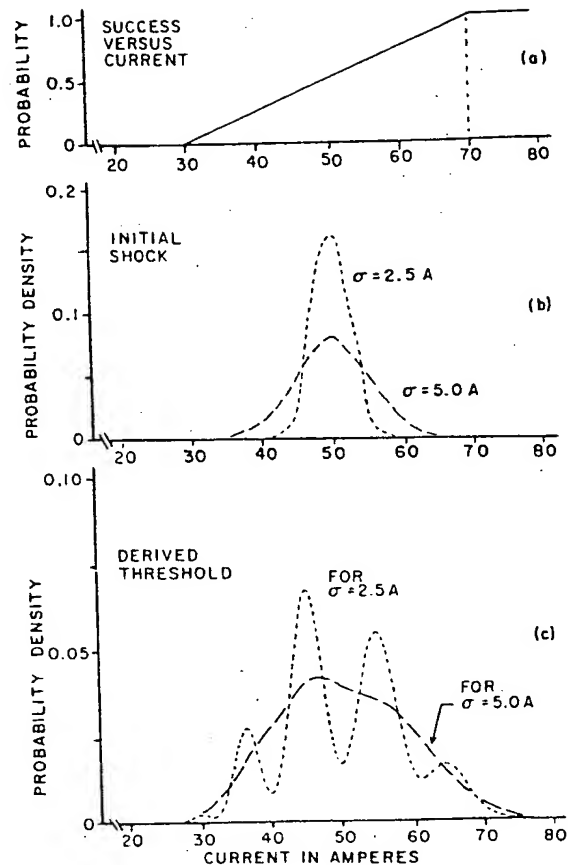 PROBABILITY
1.0
0.5
0
SUCCESS
VERSUS
CURRENT
(a)
20 30 40 50 60 70 80
PROBABILITY DENSITY
0.2
0.1
0
INITIAL
SHOCK
σ=2.5 A
σ=5.0 A
(b)
20 30 40 50 60 70 80
PROBABILITY DENSITY
0.10
0.05
0
DERIVED
THRESHOLD
FOR
σ=2.5 A
FOR
σ=5.0A
(c)
20 30 40 50 60 70 80
CURRENT IN AMPERES